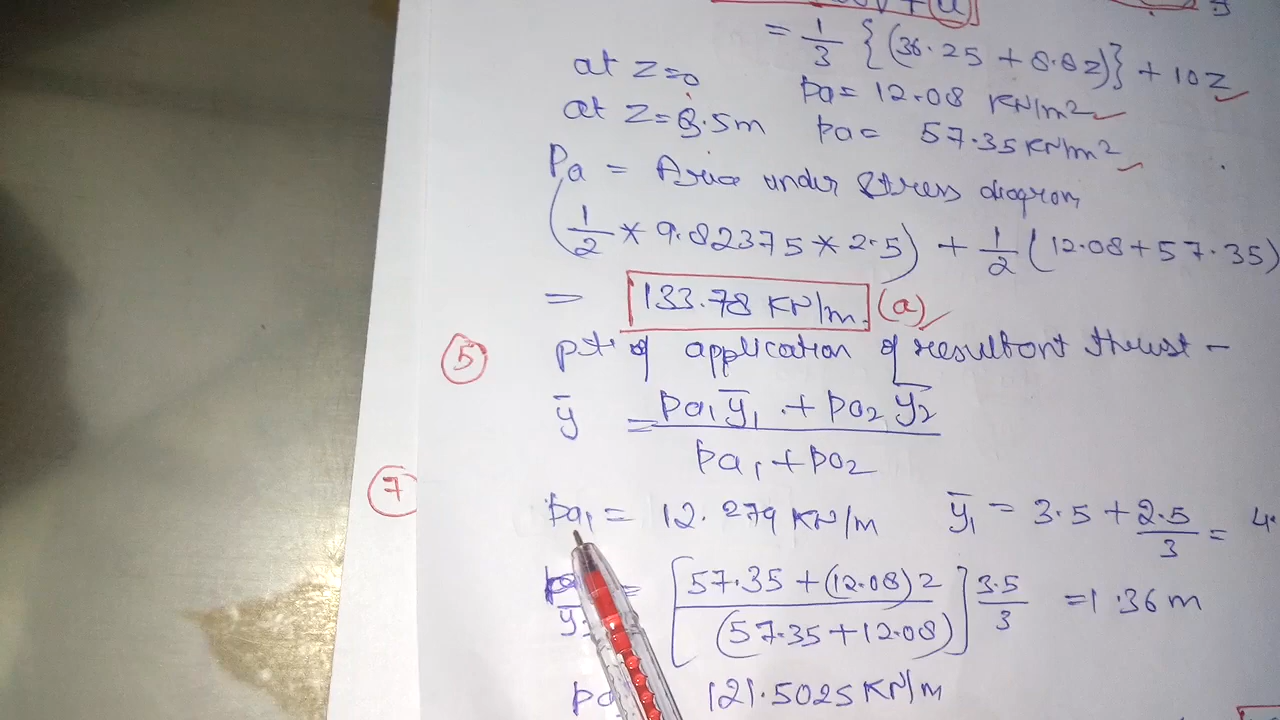 = 1/3 {(36.25 + 8.8z)} + 10z
at z=0 pa = 12.08 KN/m²
at z=3.5m pa = 57.35 KN/m²
Pa = Area under Stress diagram
(1/2 * 9.82375 * 2.5) + 1/2 (12.08+57.35)
= 133.78 KN/m (a)
5 pt. of application of resultant thrust -
ȳ = (pa₁ ȳ₁ + pa₂ ȳ₂) / (pa₁ + pa₂)
7
pa₁ = 12.279 KN/m ȳ₁ = 3.5 + 2.5/3 = 4.
= [57.35 + (12.08)2 / (57.35+12.08)] 3.5/3 = 1.36 m
pa 121.5025 KN/m